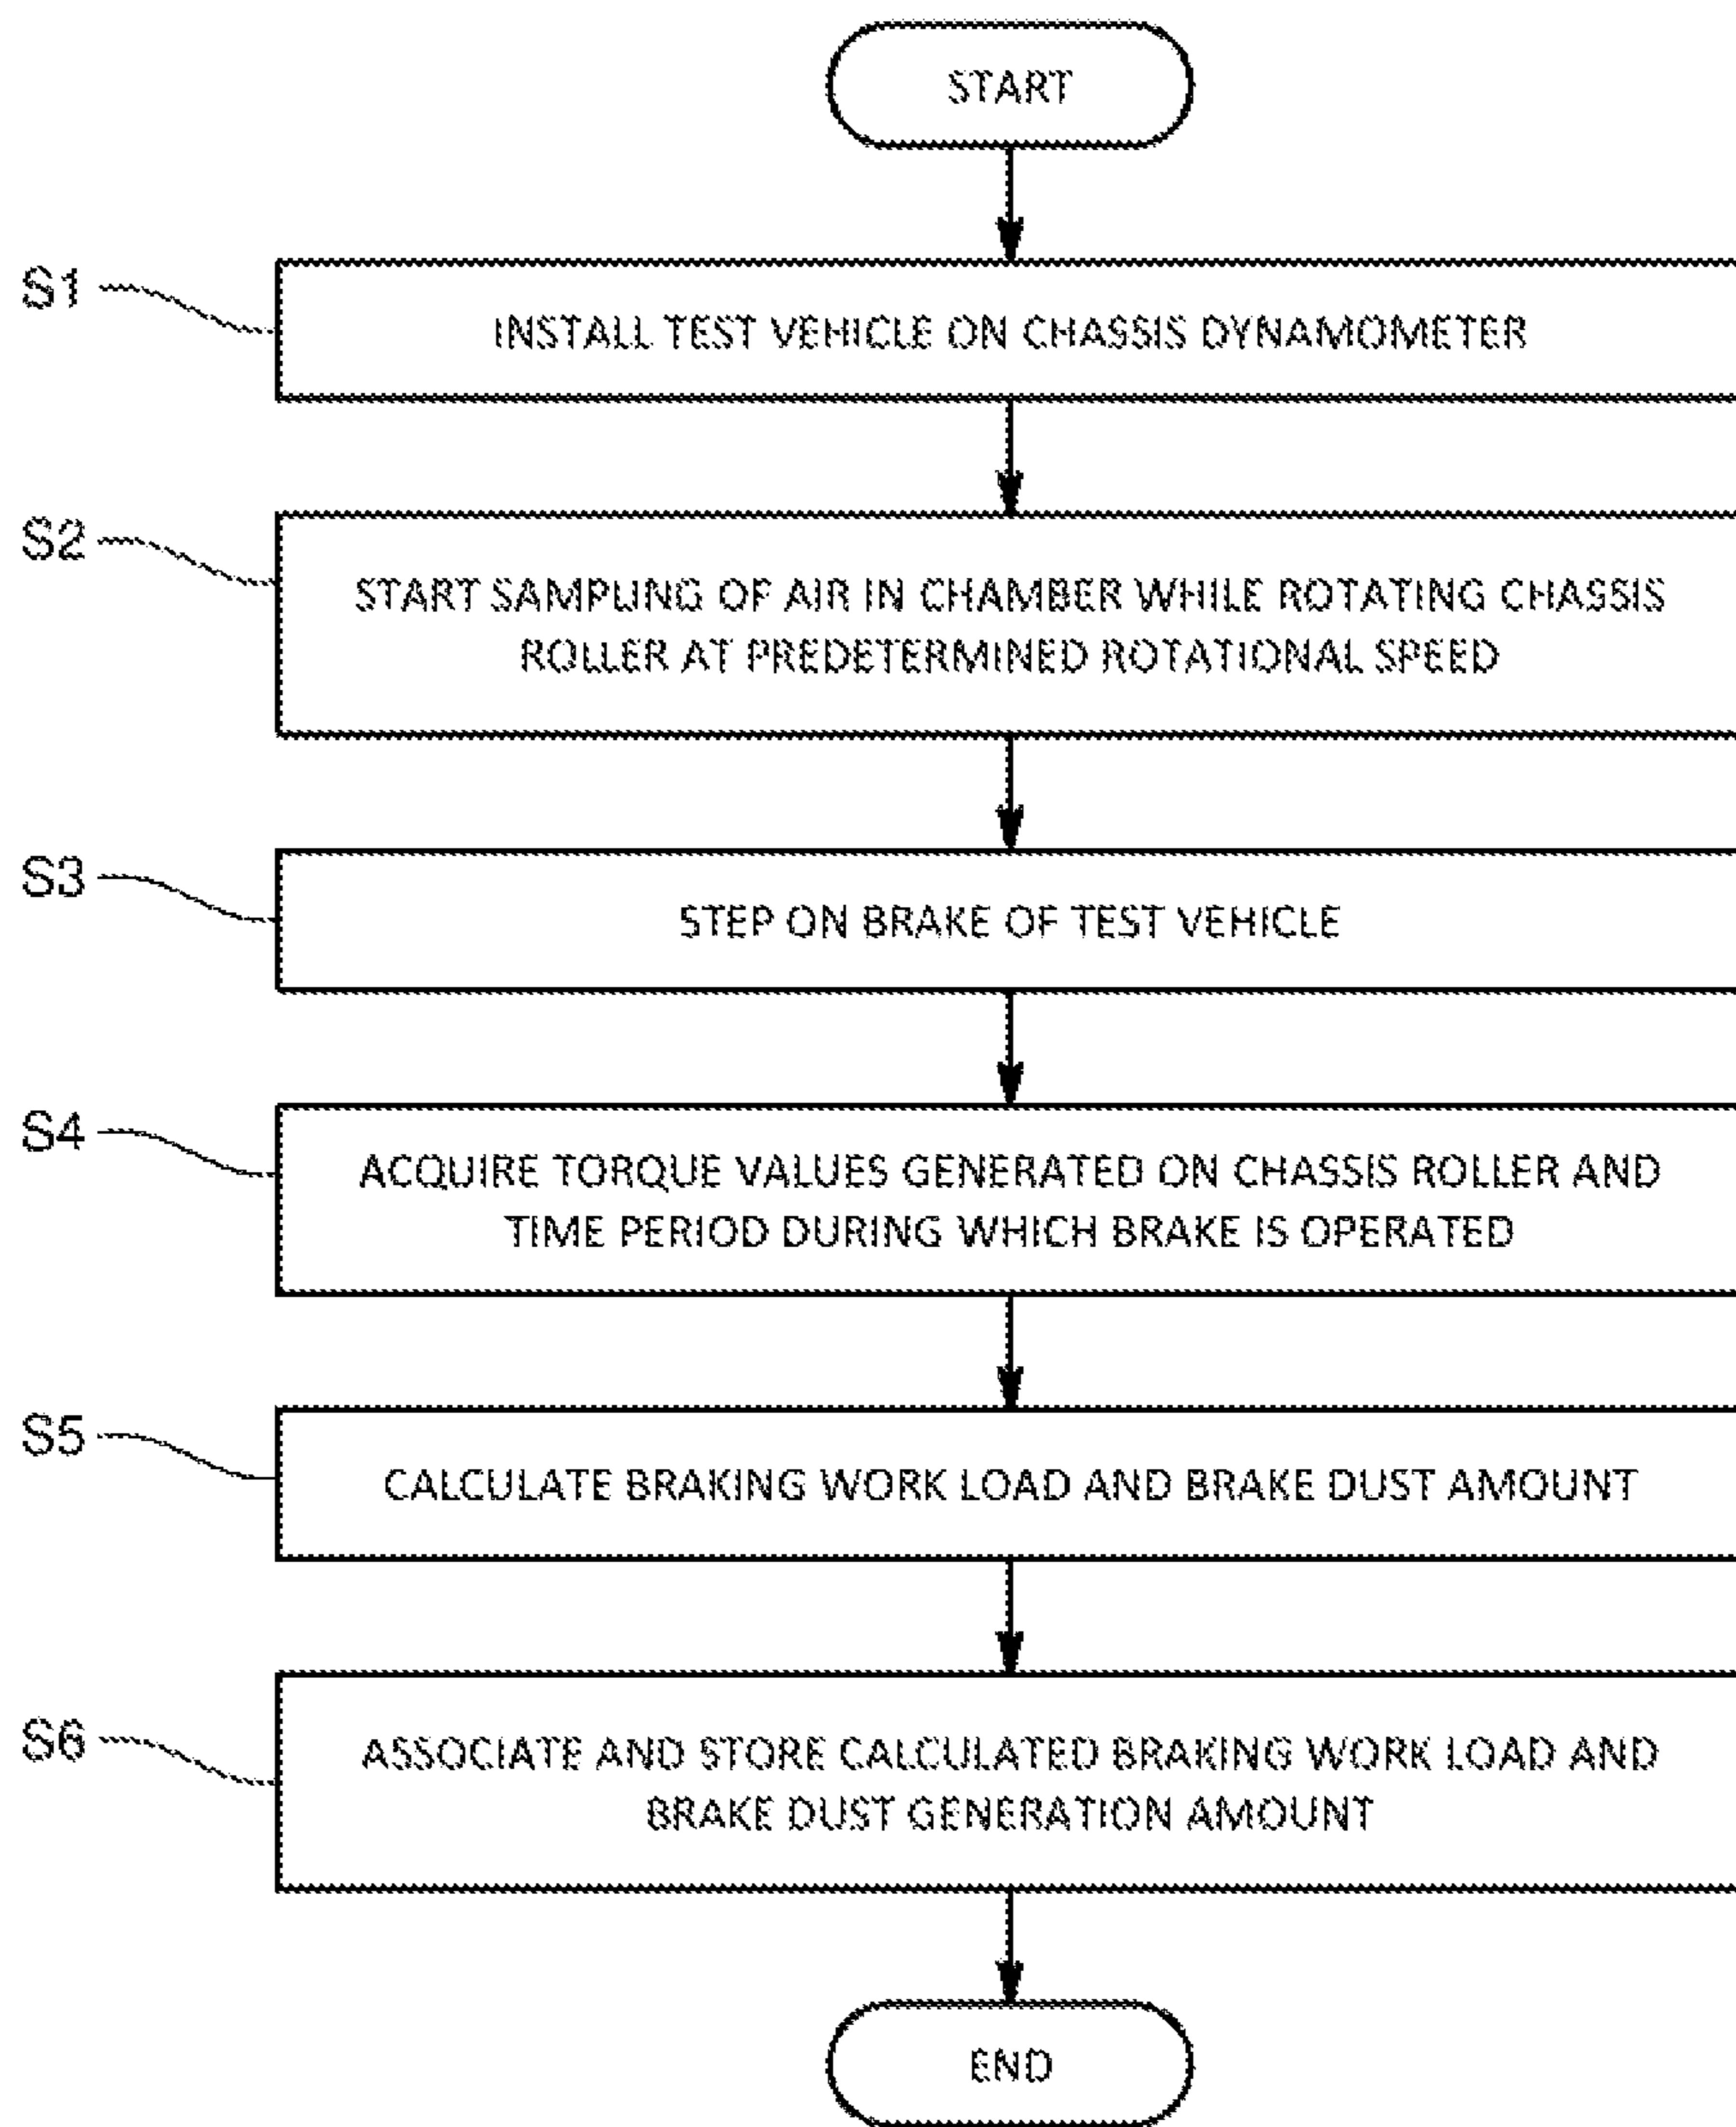 START
S1
INSTALL TEST VEHICLE ON CHASSIS DYNAMOMETER
S2
START SAMPLING OF AIR IN CHAMBER WHILE ROTATING CHASSIS
ROLLER AT PREDETERMINED ROTATIONAL SPEED
S3
STEP ON BRAKE OF TEST VEHICLE
S4
ACQUIRE TORQUE VALUES GENERATED ON CHASSIS ROLLER AND
TIME PERIOD DURING WHICH BRAKE IS OPERATED
S5
CALCULATE BRAKING WORK LOAD AND BRAKE DUST AMOUNT
S6
ASSOCIATE AND STORE CALCULATED BRAKING WORK LOAD AND
BRAKE DUST GENERATION AMOUNT
END